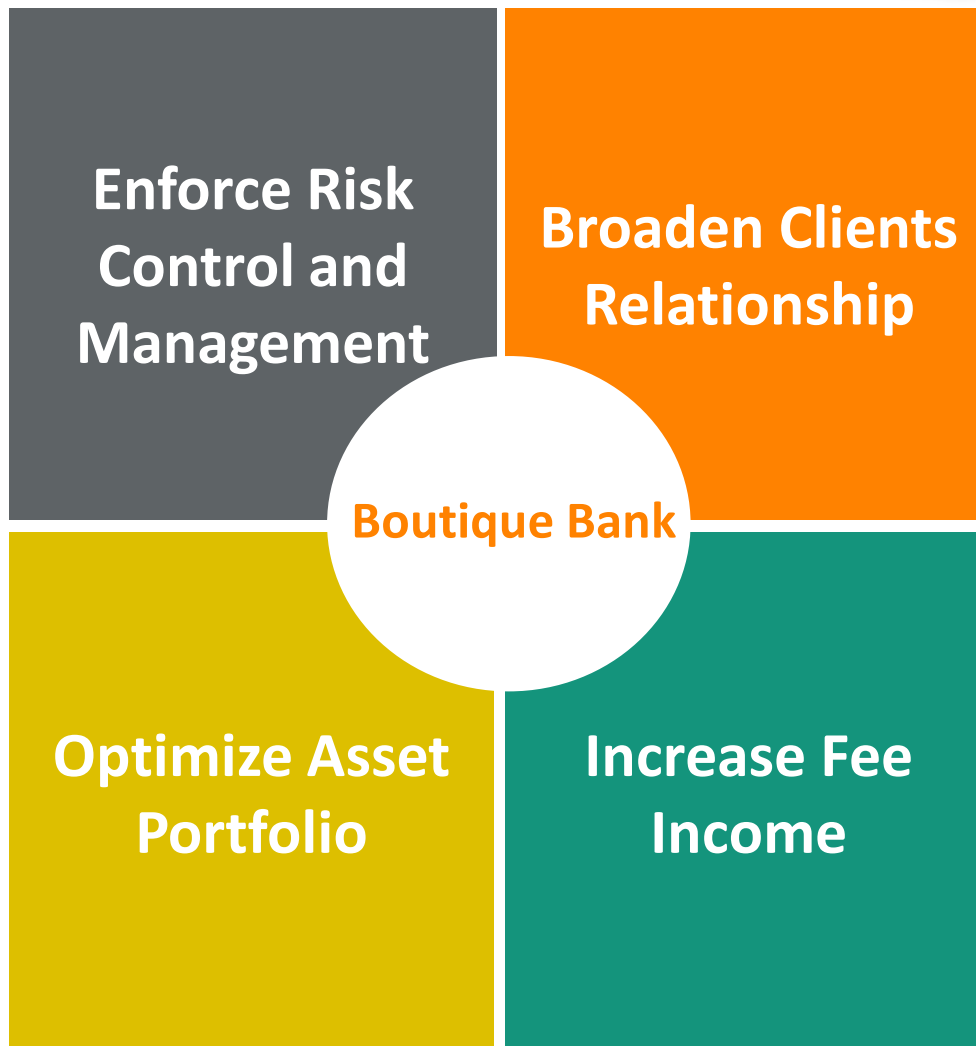 Enforce Risk
Control and
Management
Broaden Clients
Relationship
Boutique Bank
Optimize Asset
Portfolio
Increase Fee
Income